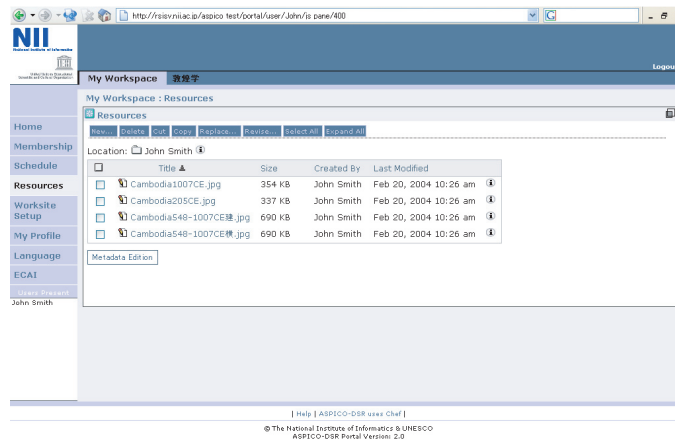 http://rsisv.nii.ac.jp/aspico test/portal/user/John/js pane/400
G
NII
National Institute of Informatics
Logou
My Workspace 敦煌学
My Workspace : Resources
Resources
New... Delete Cut Copy Replace... Revise... Select All Expand All
Location: John Smith
Title Size Created By Last Modified
Cambodia1007CE.jpg 354 KB John Smith Feb 20, 2004 10:26 am
Cambodia205CE.jpg 337 KB John Smith Feb 20, 2004 10:26 am
Cambodia548-1007CE建.jpg 690 KB John Smith Feb 20, 2004 10:26 am
Cambodia548-1007CE横.jpg 690 KB John Smith Feb 20, 2004 10:26 am
Metadata Edition
Home
Membership
Schedule
Resources
Worksite
Setup
My Profile
Language
ECAI
Users Present
John Smith
| Help | ASPICO-DSR uses Chef |
© The National Institute of Informatics & UNESCO
ASPICO-DSR Portal Version: 2.0